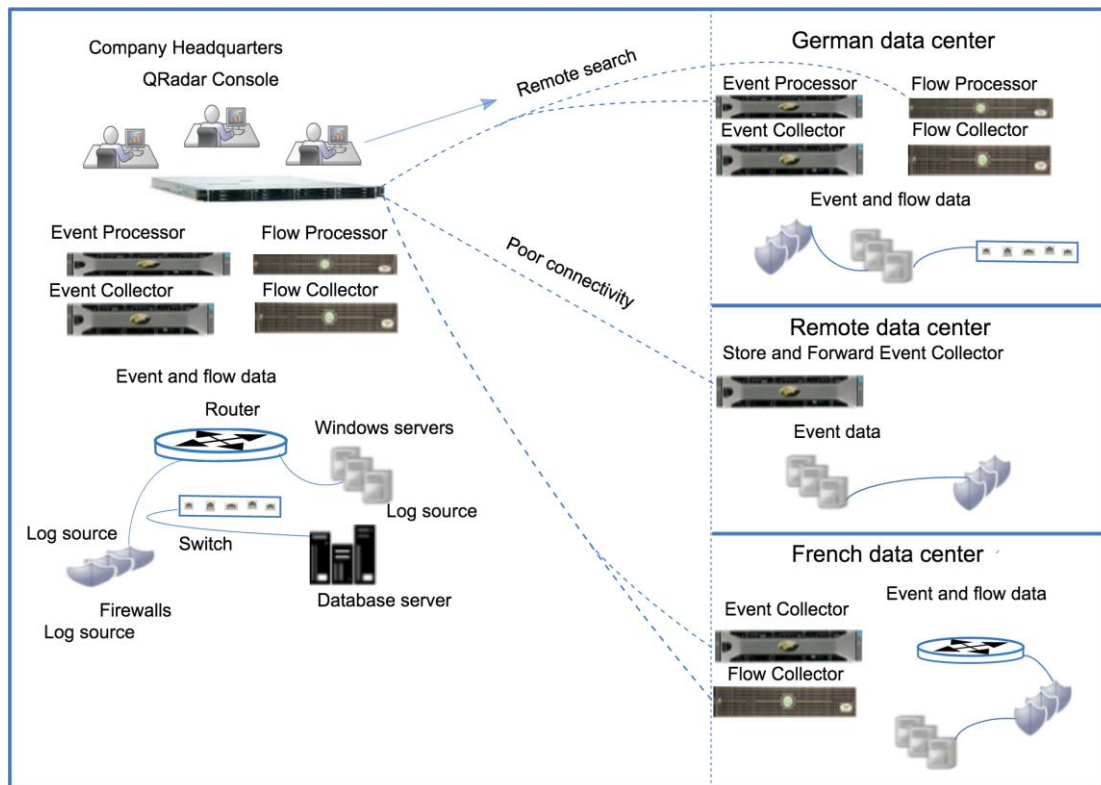 Company Headquarters
QRadar Console
Remote search
Event Processor
Flow Processor
Event Collector
Flow Collector
Event and flow data
Router
Windows servers
Log source
Log source
Switch
Firewalls
Log source
Database server
Poor connectivity
German data center
Event Processor
Flow Processor
Event Collector
Flow Collector
Event and flow data
Remote data center
Store and Forward Event Collector
Event data
French data center
Event Collector
Event and flow data
Flow Collector